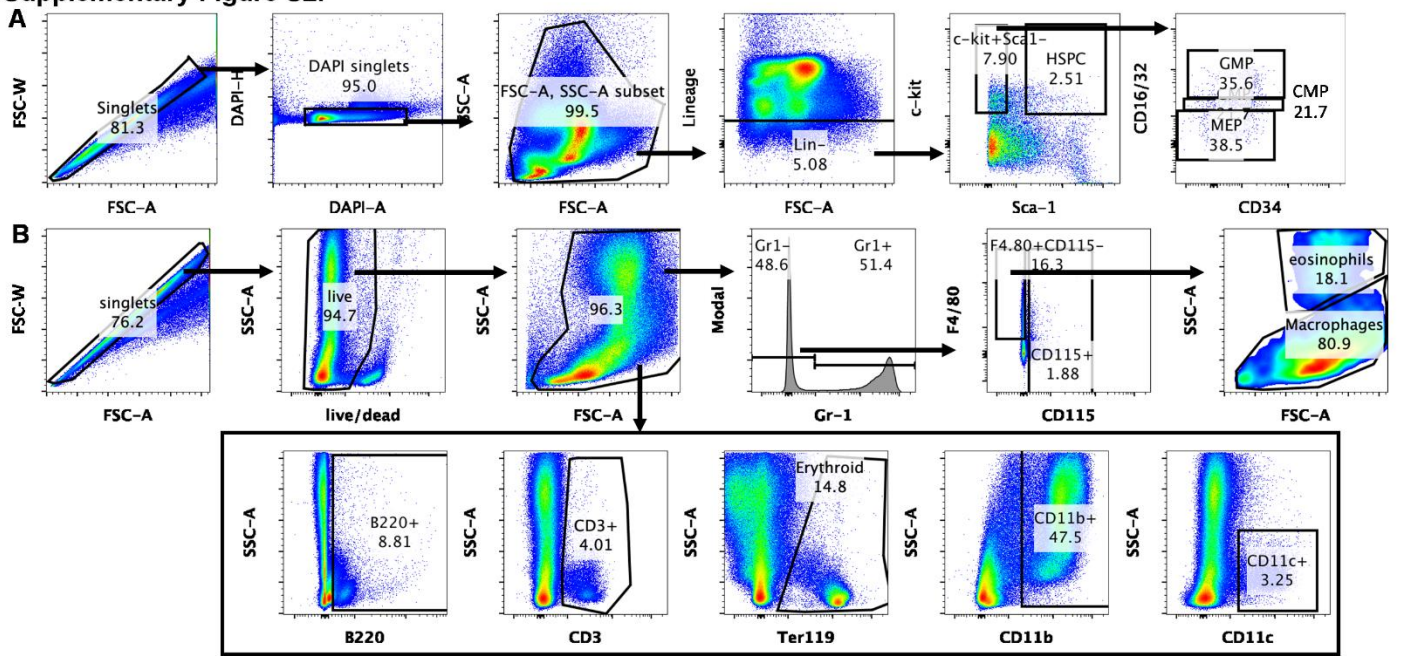 A
FSC-W
Singlets
81.3
FSC-A
DAPI-H
DAPI singlets
95.0
DAPI-A
SSC-A
FSC-A, SSC-A subset
99.5
FSC-A
Lineage
Lin-
5.08
FSC-A
c-kit
c-kit+Sca1-
7.90
HSPC
2.51
Sca-1
CD16/32
GMP
35.6
MEP
38.5
CMP
21.7
CD34
B
FSC-W
singlets
76.2
FSC-A
SSC-A
live
94.7
live/dead
SSC-A
96.3
FSC-A
Modal
Gr1-
48.6
Gr1+
51.4
Gr-1
F4/80
F4.80+CD115-
16.3
CD115+
1.88
CD115
SSC-A
eosinophils
18.1
Macrophages
80.9
FSC-A
SSC-A
B220+
8.81
B220
SSC-A
CD3+
4.01
CD3
SSC-A
Erythroid
14.8
Ter119
SSC-A
CD11b+
47.5
CD11b
SSC-A
CD11c+
3.25
CD11c